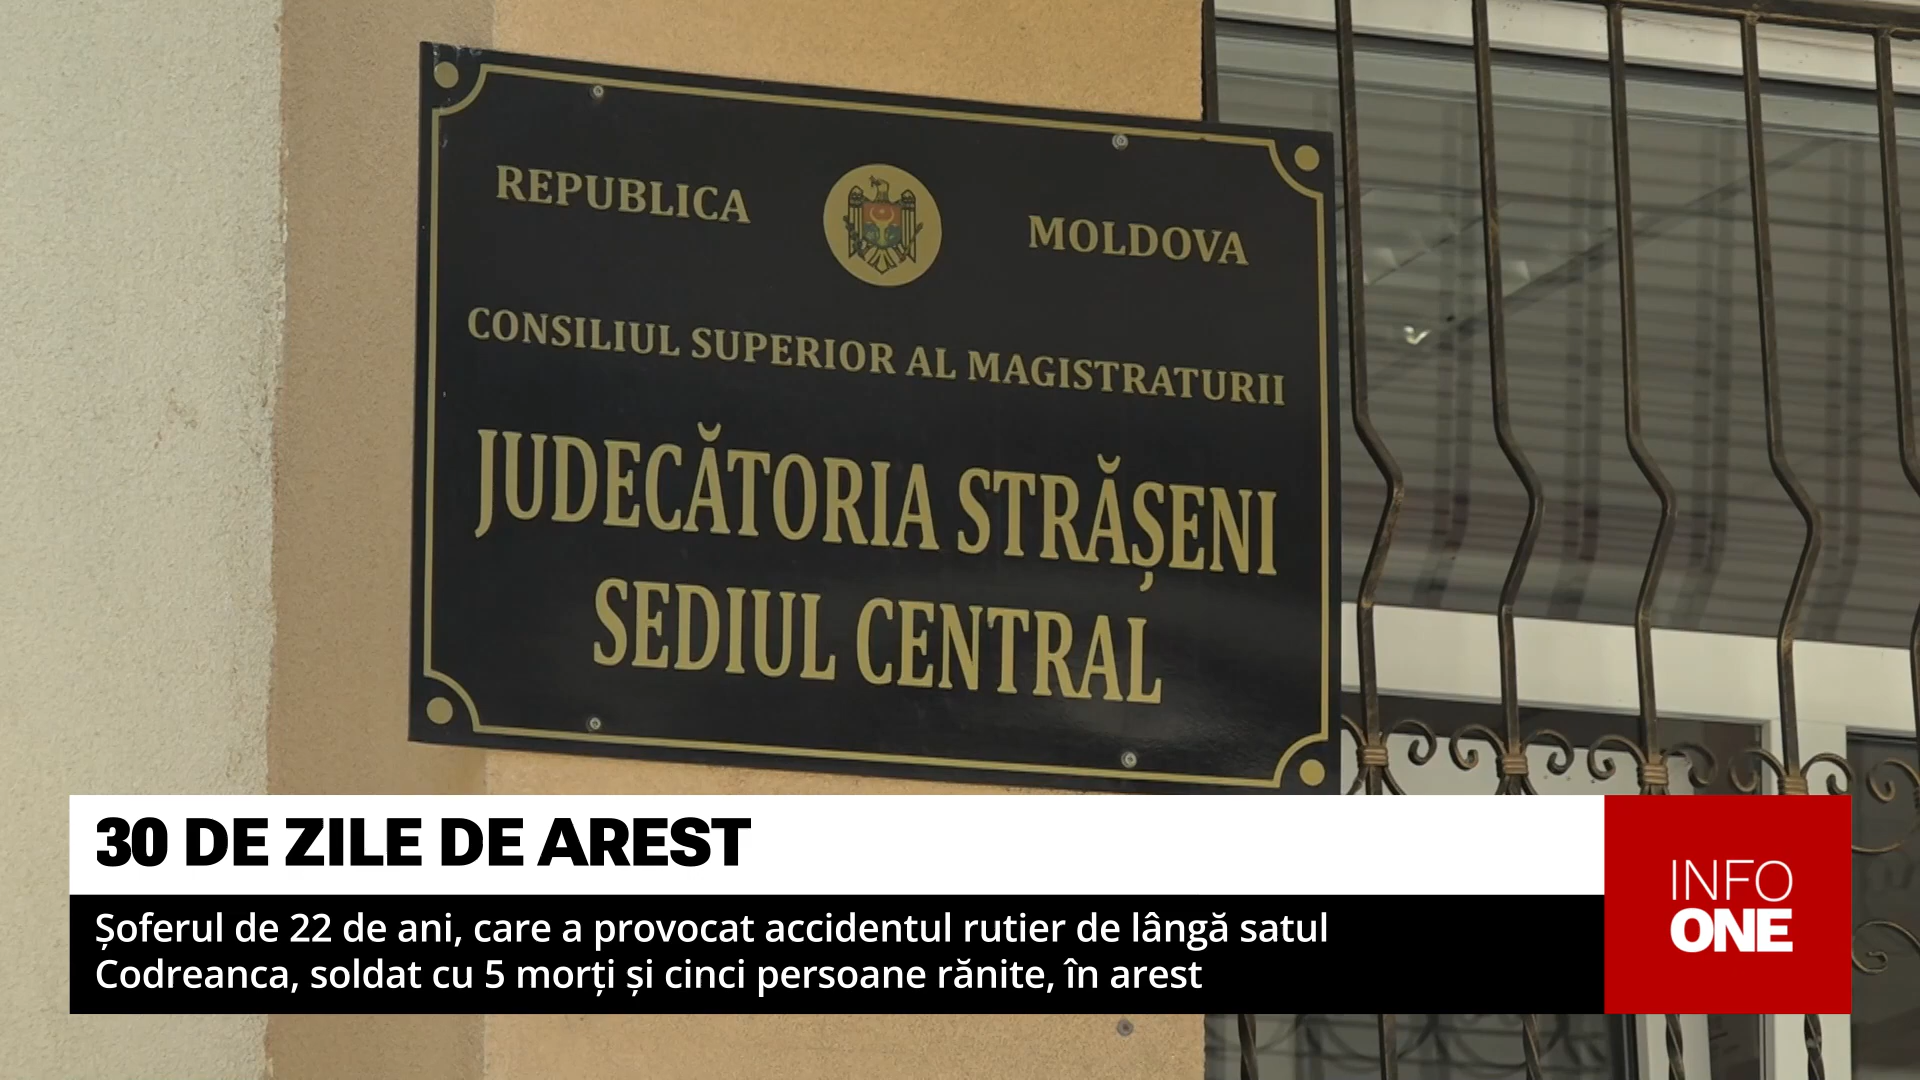 REPUBLICA MOLDOVA
CONSILIUL SUPERIOR AL MAGISTRATURII
JUDECĂTORIA STRĂȘENI
SEDIUL CENTRAL
30 DE ZILE DE AREST
Șoferul de 22 de ani, care a provocat accidentul rutier de lângă satul
Codreanca, soldat cu 5 morți și cinci persoane rănite, în arest
INFO
ONE